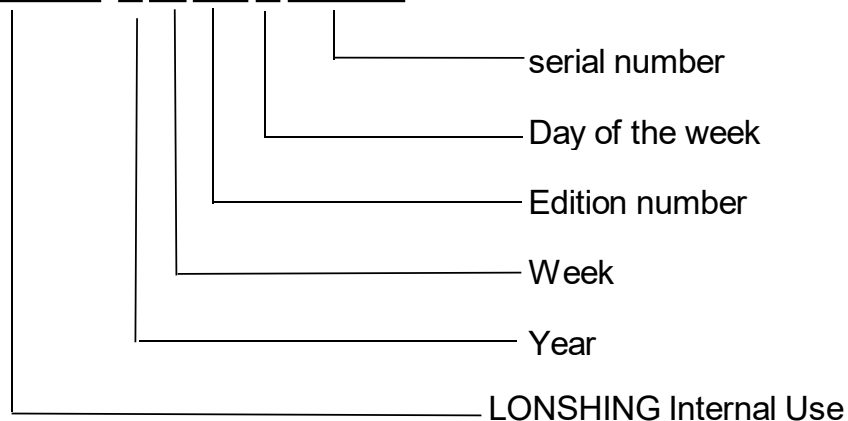 serial number
Day of the week
Edition number
Week
Year
LONSHING Internal Use